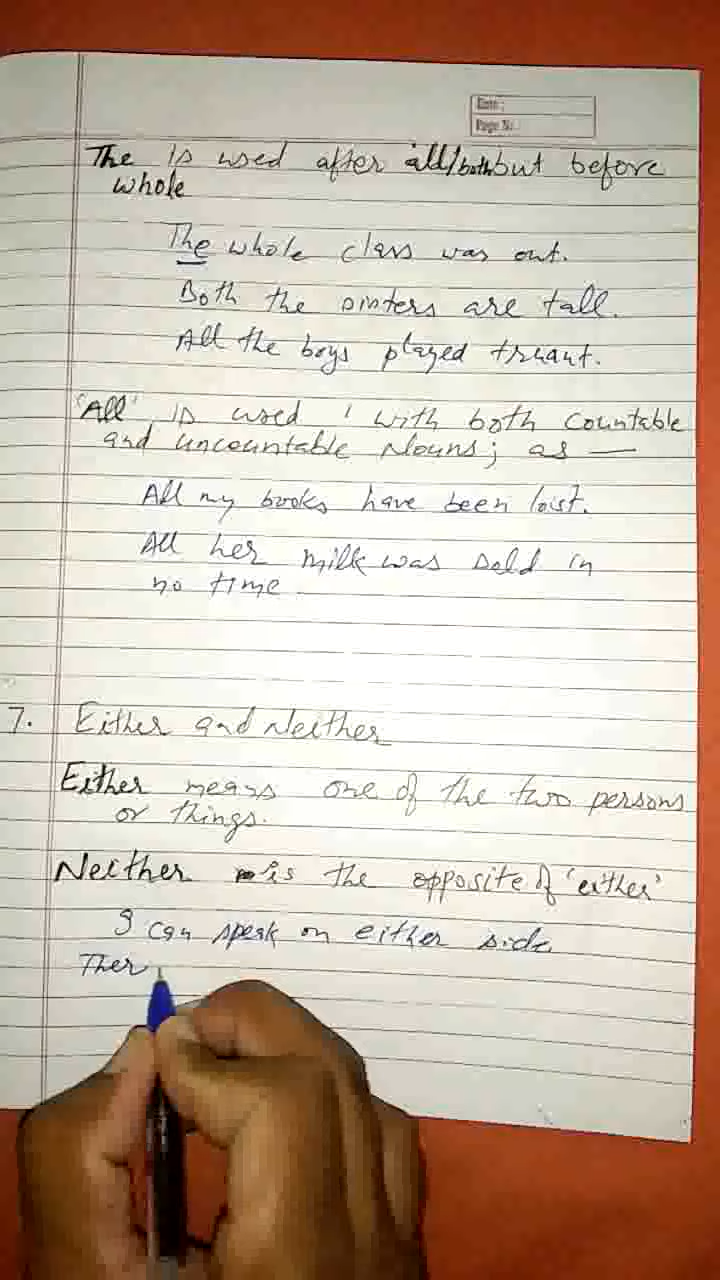 Date :
Page No.
The is used after all/both but before
whole
The whole class was out.
Both the sisters are tall.
All the boys played truant.
'All' is used with both countable
and uncountable Nouns; as —
All my books have been lost.
All her milk was sold in
no time
7. Either and Neither
Either means one of the two persons
or things.
Neither is the opposite of 'either'
I can speak on either side
Ther